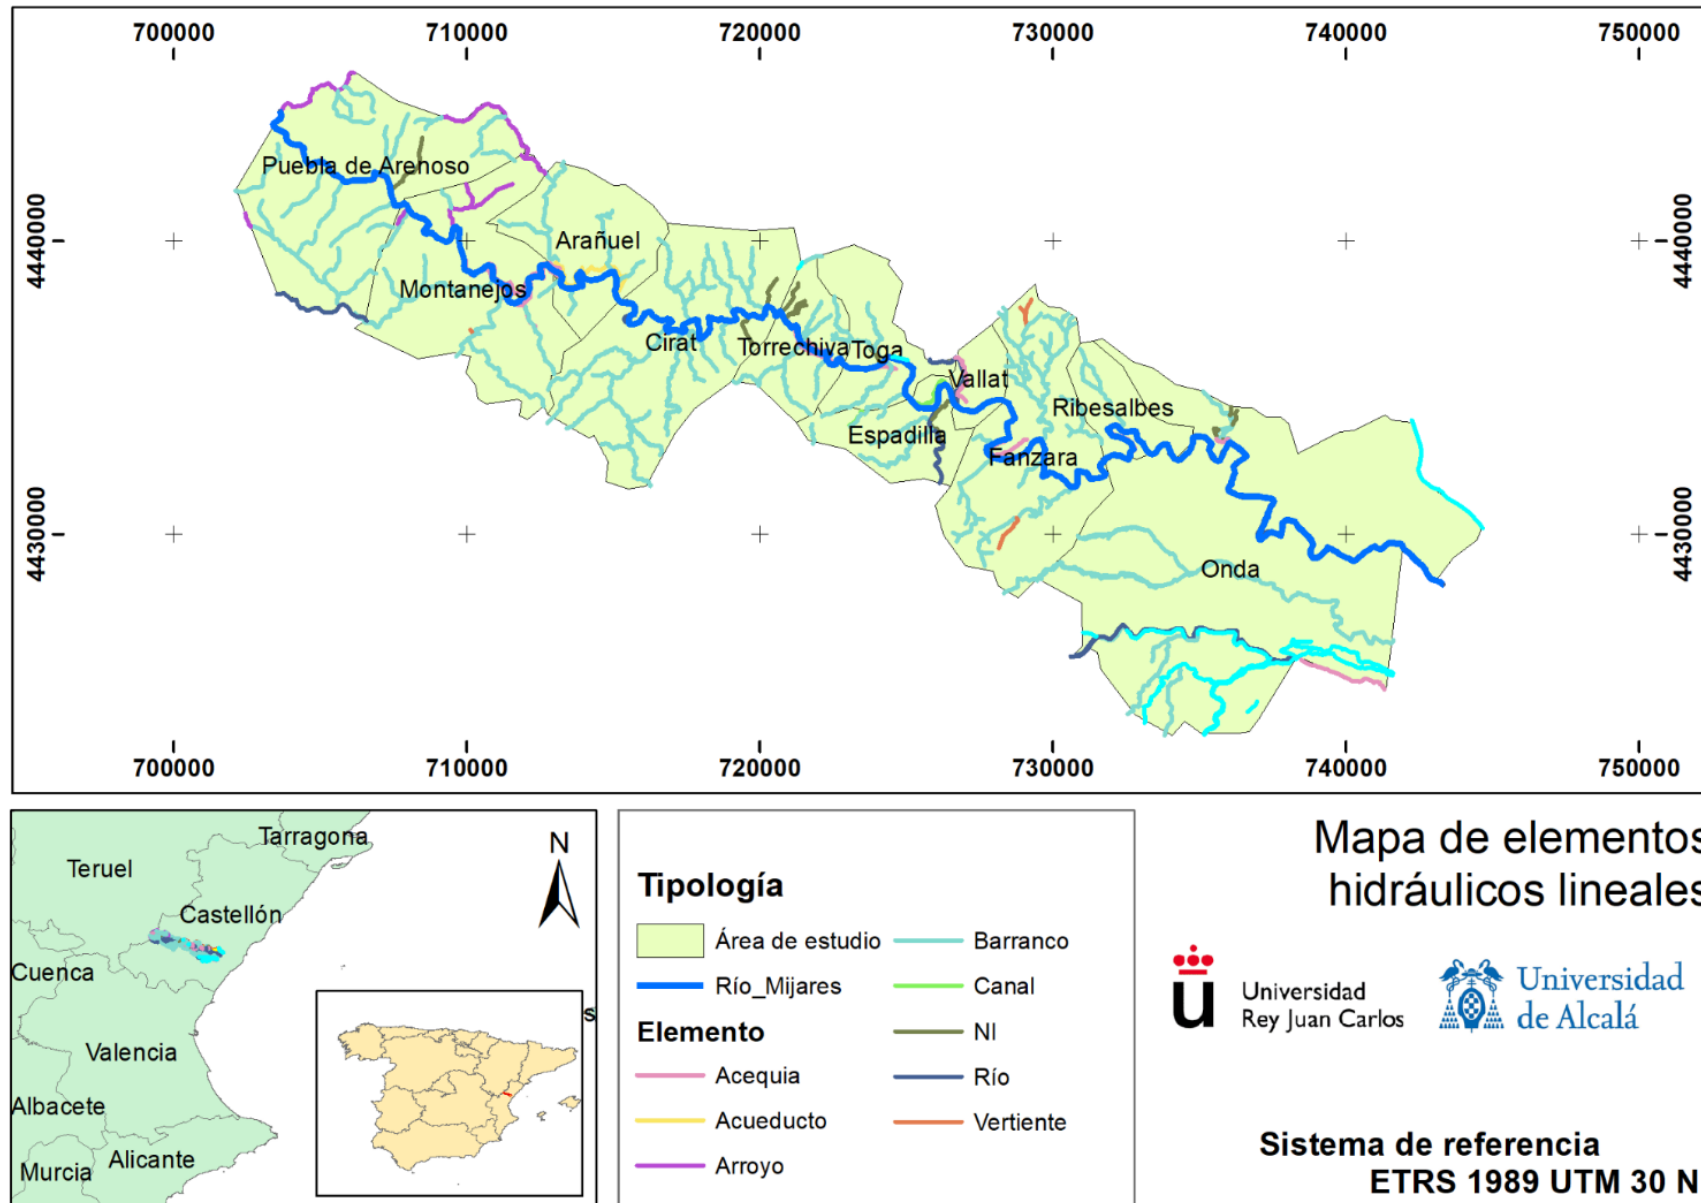 700000 710000 720000 730000 740000 750000
4440000 4440000
4430000 4430000
Puebla de Arenoso
Arañuel
Montanejos
Cirat
Torrechiva
Toga
Vallat
Espadilla
Ribesalbes
Fanzara
Onda
700000 710000 720000 730000 740000 750000
Tarragona
Teruel
Castellón
Cuenca
Valencia
Albacete
Alicante
Murcia
N
s
Tipología
Área de estudio
Río_Mijares
Elemento
Acequia
Acueducto
Arroyo
Barranco
Canal
NI
Río
Vertiente
Mapa de elementos
hidráulicos lineales
u
Universidad
Rey Juan Carlos
Universidad
de Alcalá
Sistema de referencia
ETRS 1989 UTM 30 N